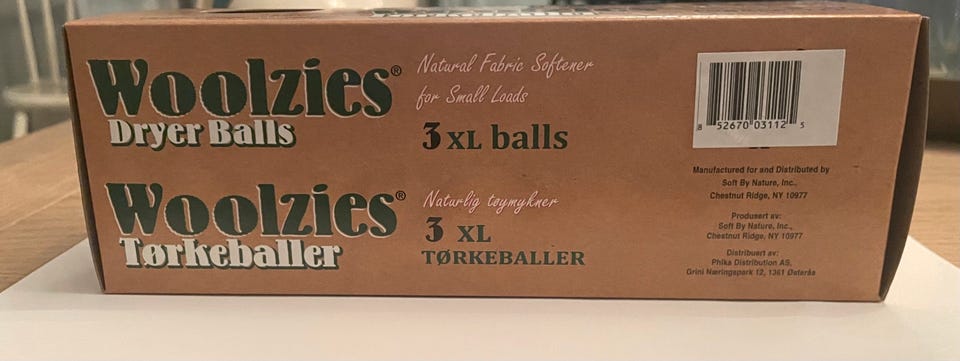 Woolzies®
Dryer Balls
Natural Fabric Softener
for Small Loads
3 XL balls
Woolzies®
Tørkeballer
Naturlig tøymykner
3 XL
TØRKEBALLER
8 52670 03112 5
Manufactured for and Distributed by
Soft By Nature, Inc.,
Chestnut Ridge, NY 10977
Produsert av:
Soft By Nature, Inc.,
Chestnut Ridge, NY 10977
Distribuert av:
Phika Distribution AS,
Grini Næringspark 12, 1361 Østerås